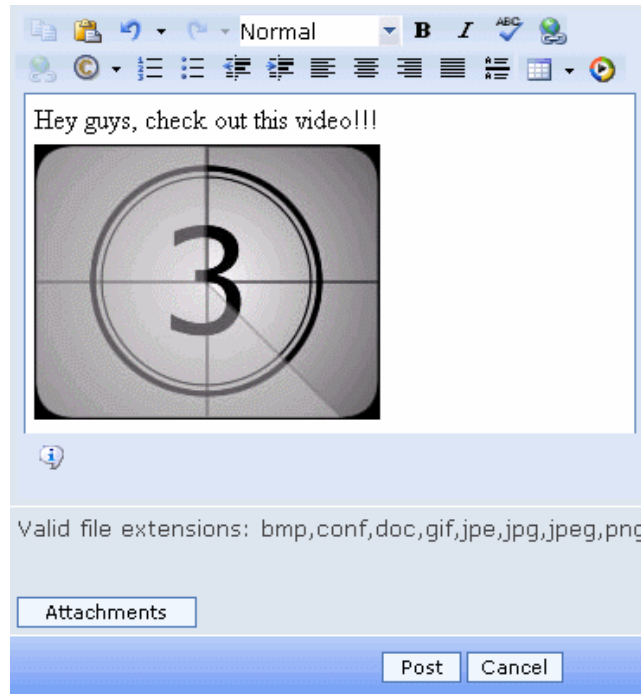 Normal B I ABC
Hey guys, check out this video!!!
3
Valid file extensions: bmp,conf,doc,gif,jpe,jpg,jpeg,png
Attachments
Post Cancel